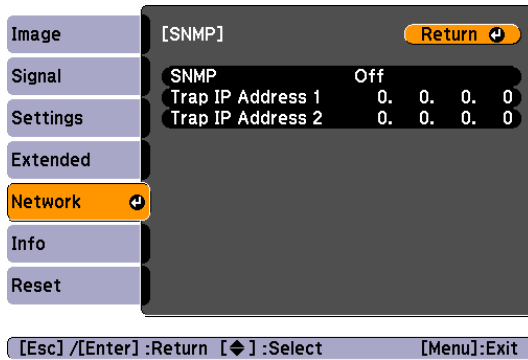 Image
Signal
Settings
Extended
Network
Info
Reset
[SNMP]
Return
SNMP Off
Trap IP Address 1 0. 0. 0. 0
Trap IP Address 2 0. 0. 0. 0
[Esc] /[Enter] :Return [◆] :Select [Menu]:Exit